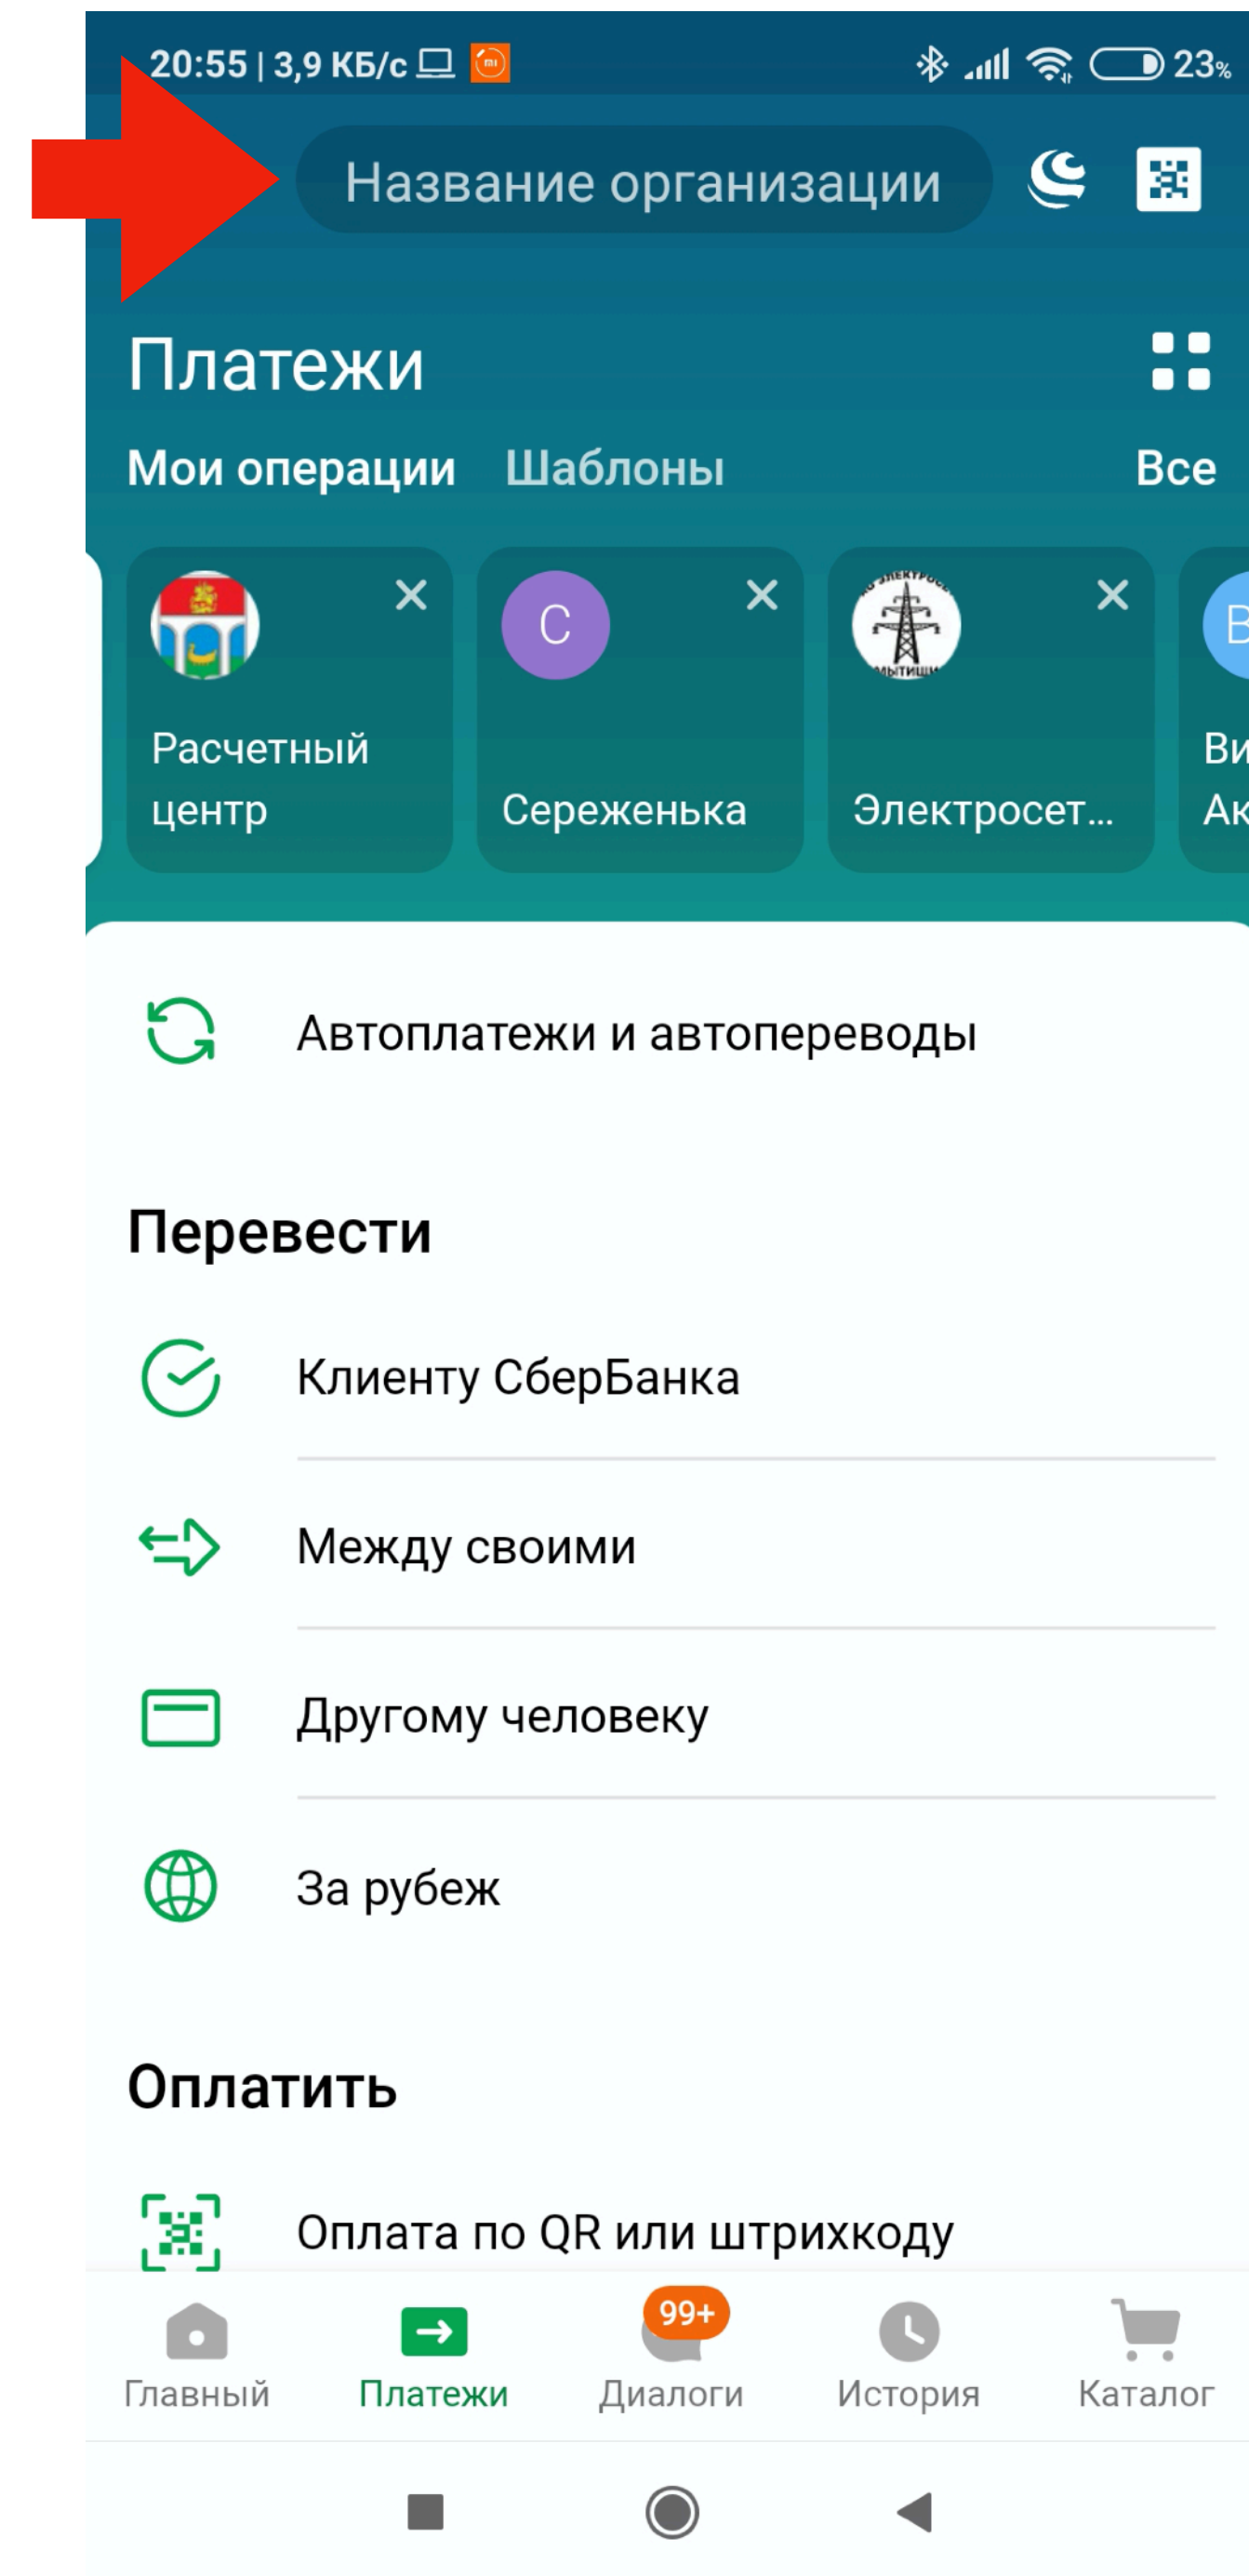 20:55 | 3,9 КБ/с
23%
Название организации
Платежи
Мои операции Шаблоны Все
Расчетный
центр
С
Сереженька
МЫТИЩИ
Электросет...
В
Ви
Ак
Автоплатежи и автопереводы
Перевести
Клиенту СберБанка
Между своими
Другому человеку
За рубеж
Оплатить
Оплата по QR или штрихкоду
99+
Главный Платежи Диалоги История Каталог